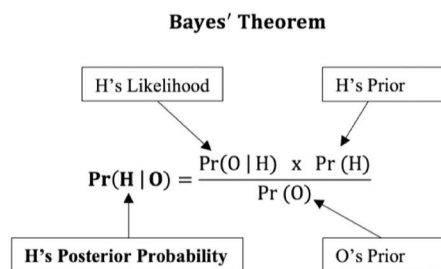 Bayes' Theorem
H's Likelihood
H's Prior
Pr(O | H) x Pr (H)
Pr(H | O) =
Pr (O)
H's Posterior Probability
O's Prior